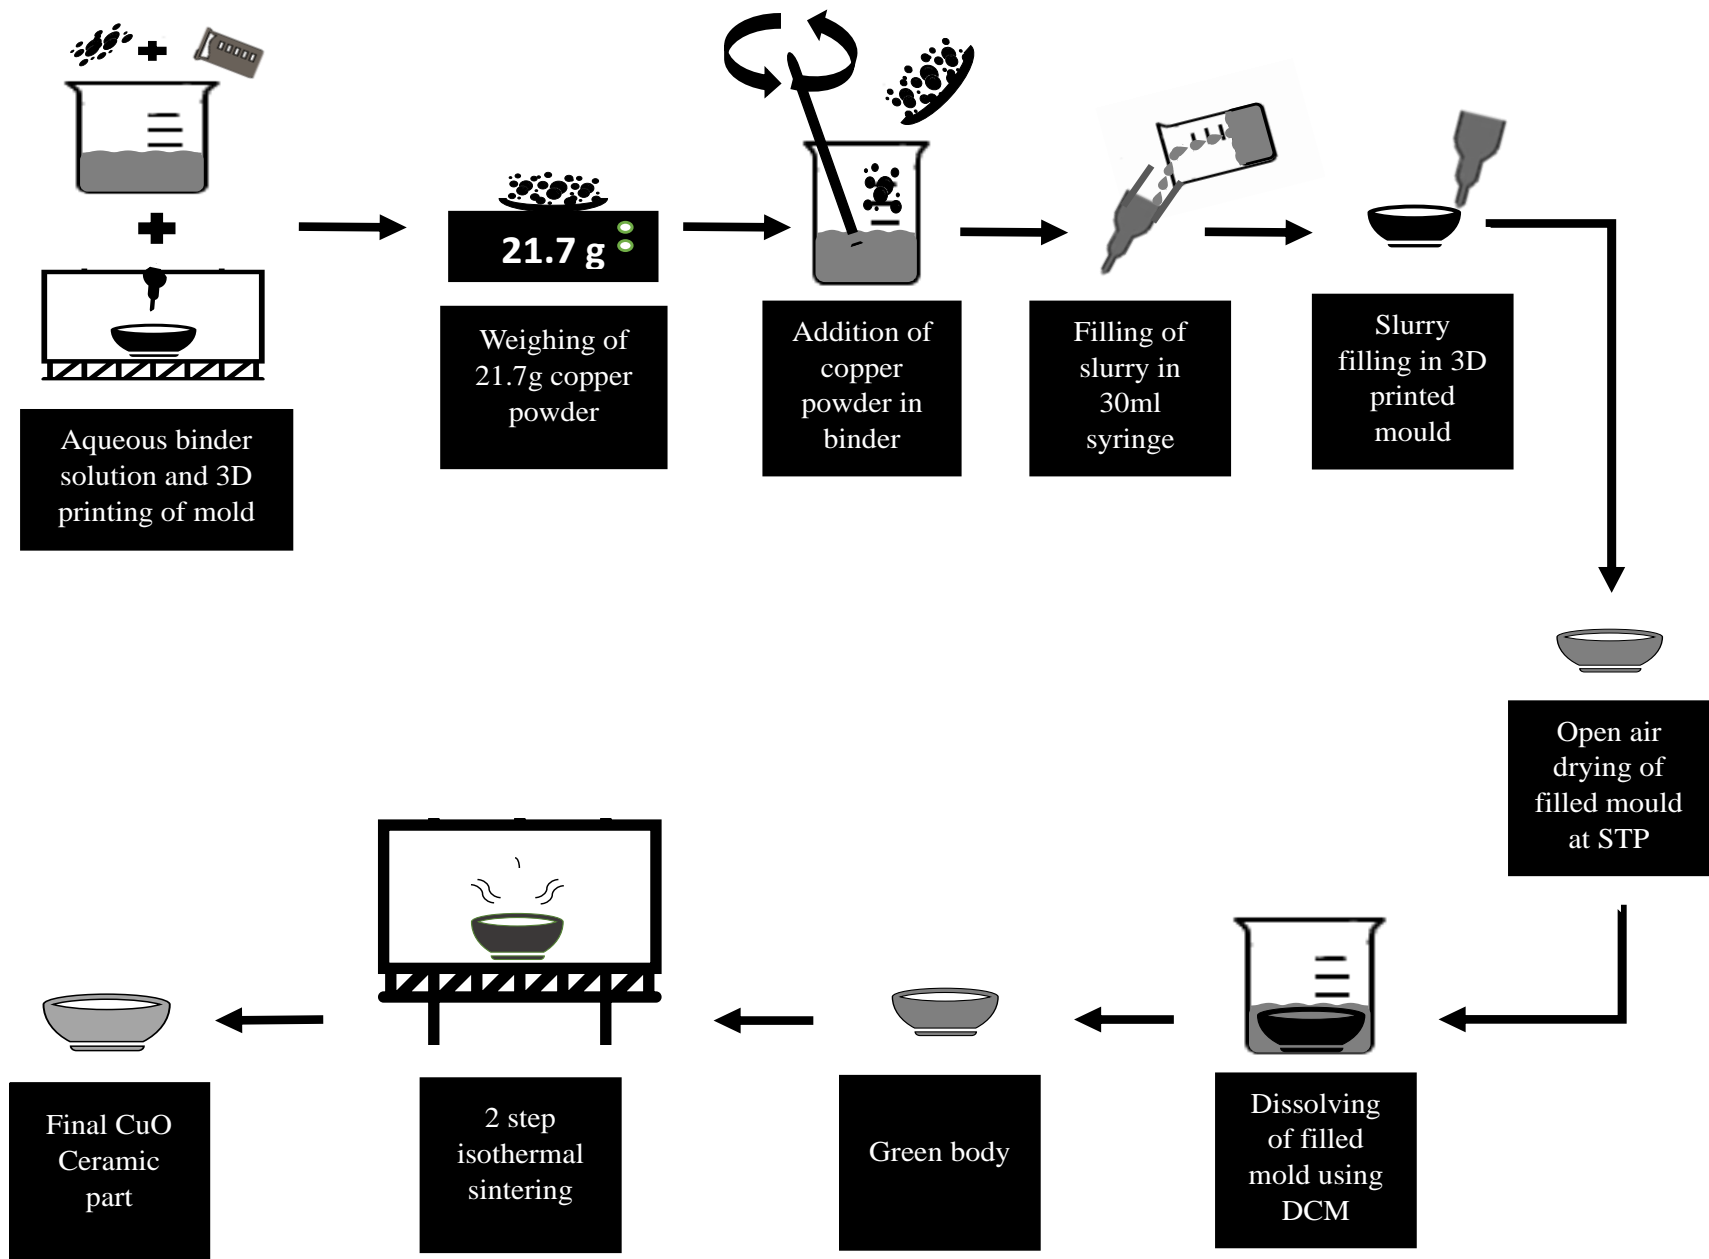 21.7 g
Aqueous binder
solution and 3D
printing of mold
Weighing of
21.7g copper
powder
Addition of
copper
powder in
binder
Filling of
slurry in
30ml
syringe
Slurry
filling in 3D
printed
mould
Open air
drying of
filled mould
at STP
Dissolving
of filled
mold using
DCM
Green body
2 step
isothermal
sintering
Final CuO
Ceramic
part